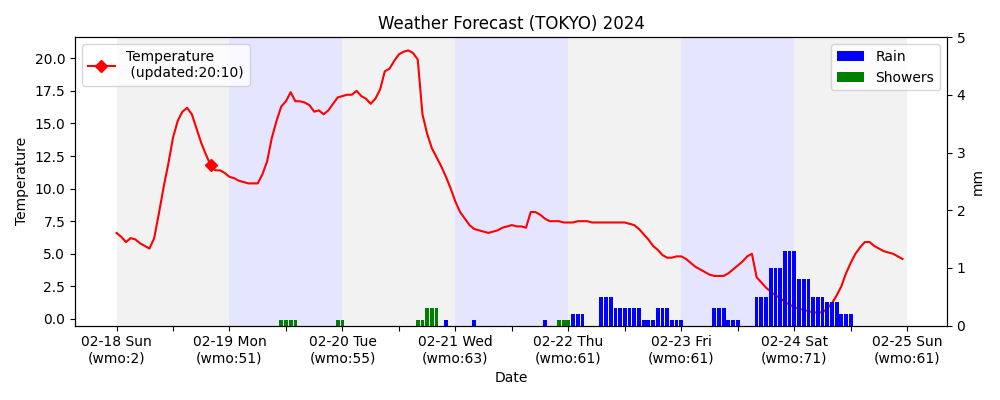 Weather Forecast (TOKYO) 2024
Temperature
(updated:20:10)
Rain
Showers
20.0
17.5
15.0
12.5
10.0
7.5
5.0
2.5
0.0
Temperature
5
4
3
2
1
0
mm
02-18 Sun 02-19 Mon 02-20 Tue 02-21 Wed 02-22 Thu 02-23 Fri 02-24 Sat 02-25 Sun
(wmo:2) (wmo:51) (wmo:55) (wmo:63) (wmo:61) (wmo:61) (wmo:71) (wmo:61)
Date